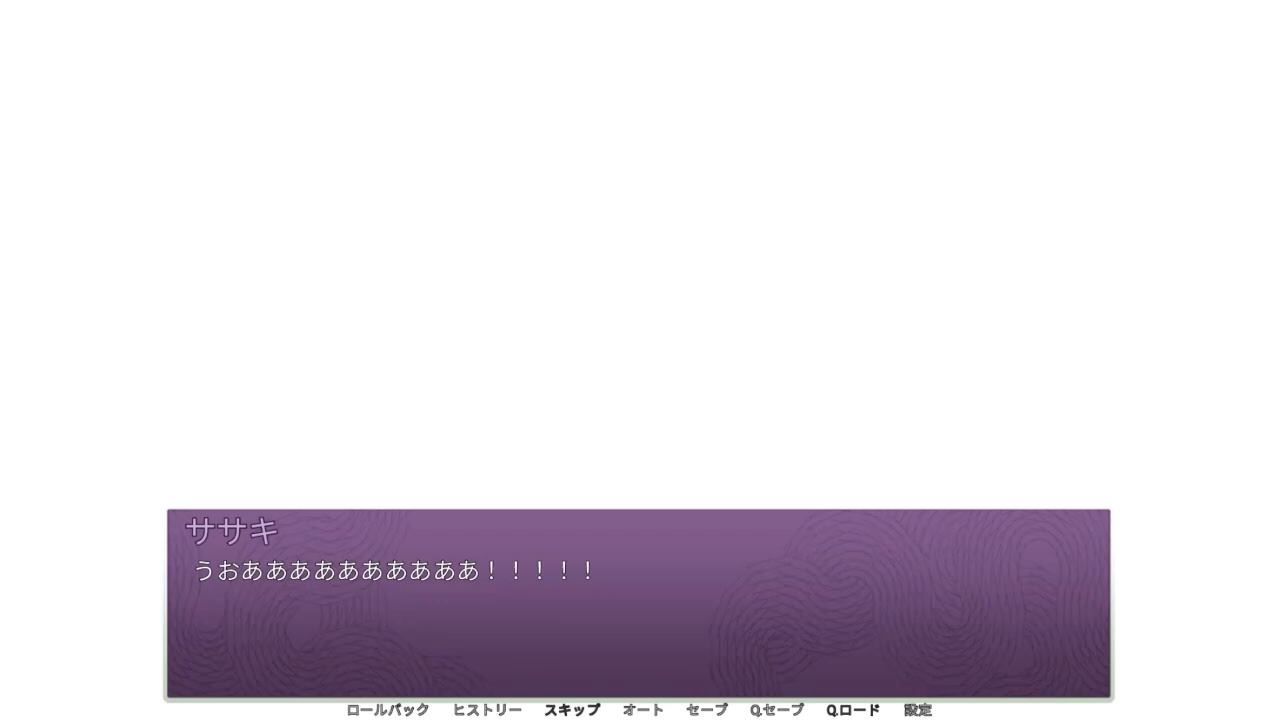 ササキ
うおああああああああああ！！！！！
ロールバック ヒストリー スキップ オート セーブ Q.セーブ Q.ロード 設定